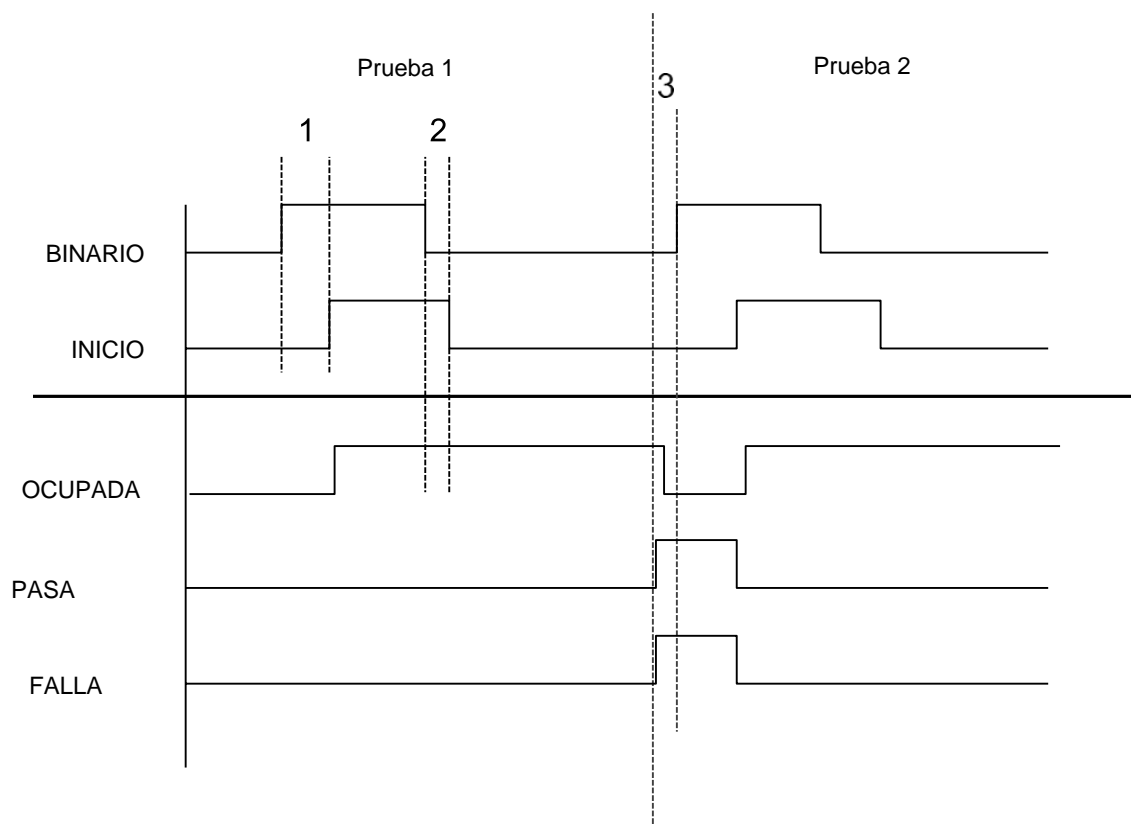 Prueba 1
Prueba 2
3
1
2
BINARIO
INICIO
OCUPADA
PASA
FALLA